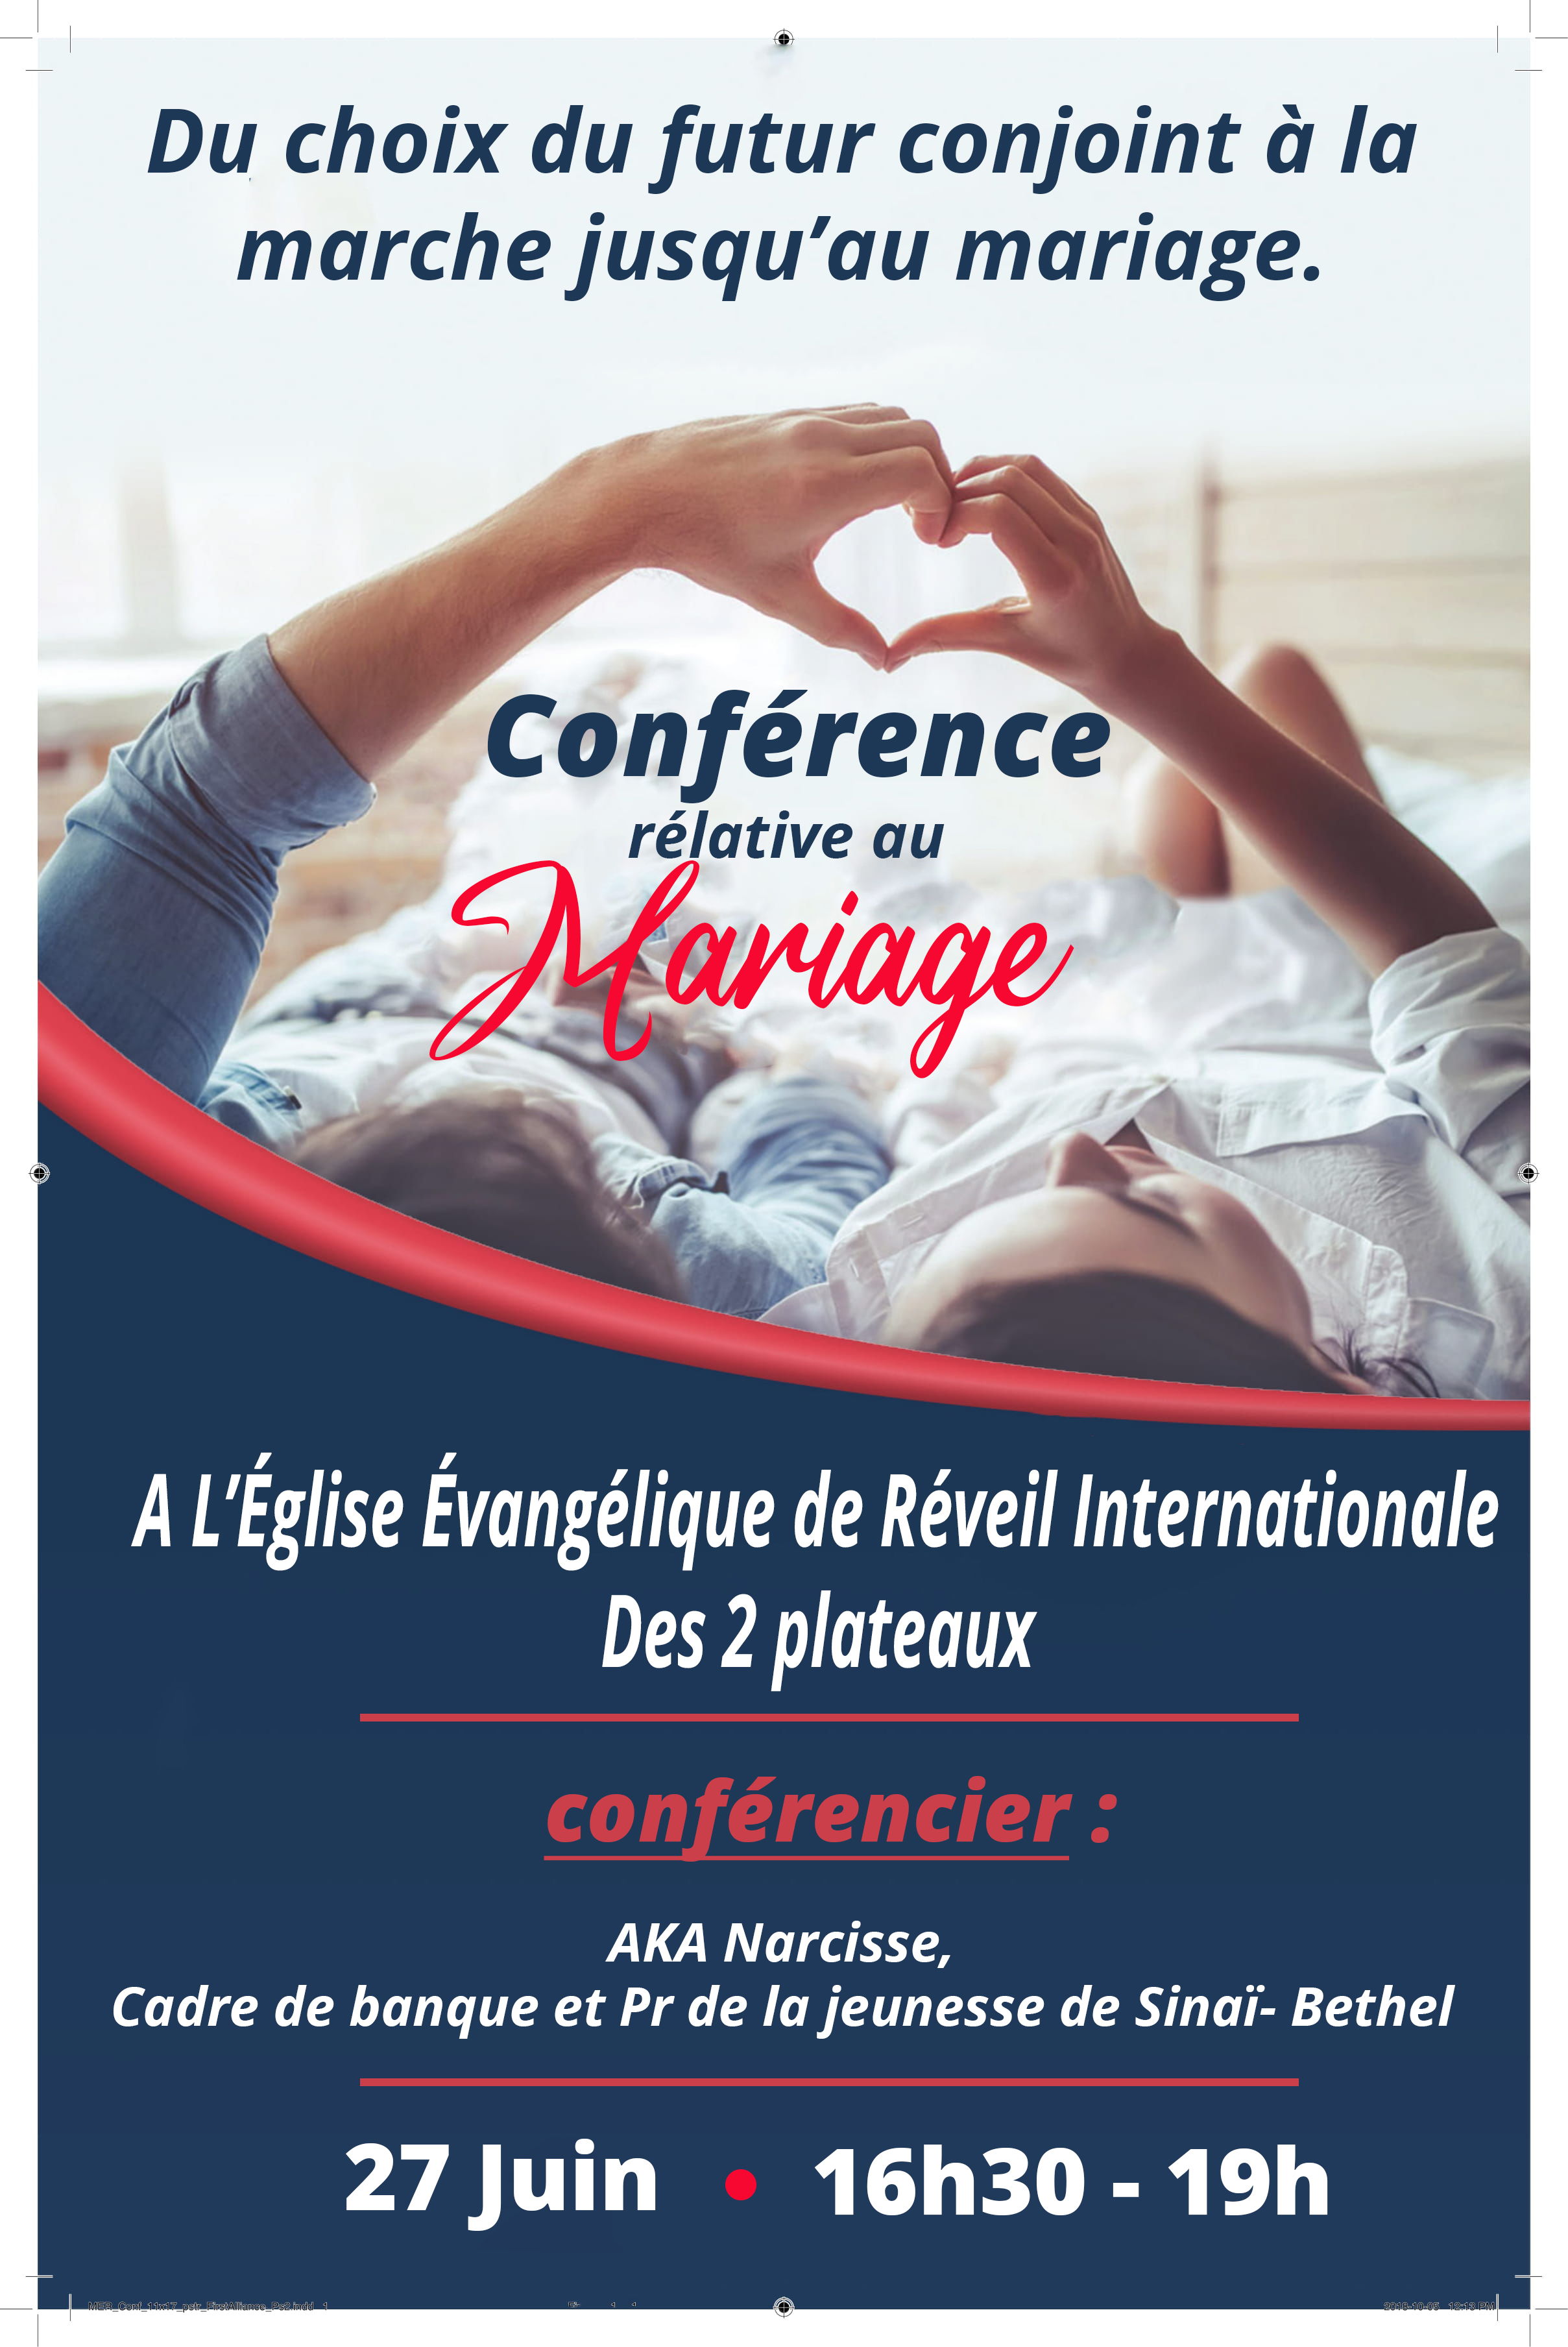 Du choix du futur conjoint à la
marche jusqu’au mariage.
Conférence
rélative au
Mariage
A L’Église Évangélique de Réveil Internationale
Des 2 plateaux
conférencier :
AKA Narcisse,
Cadre de banque et Pr de la jeunesse de Sinaï- Bethel
27 Juin • 16h30 - 19h